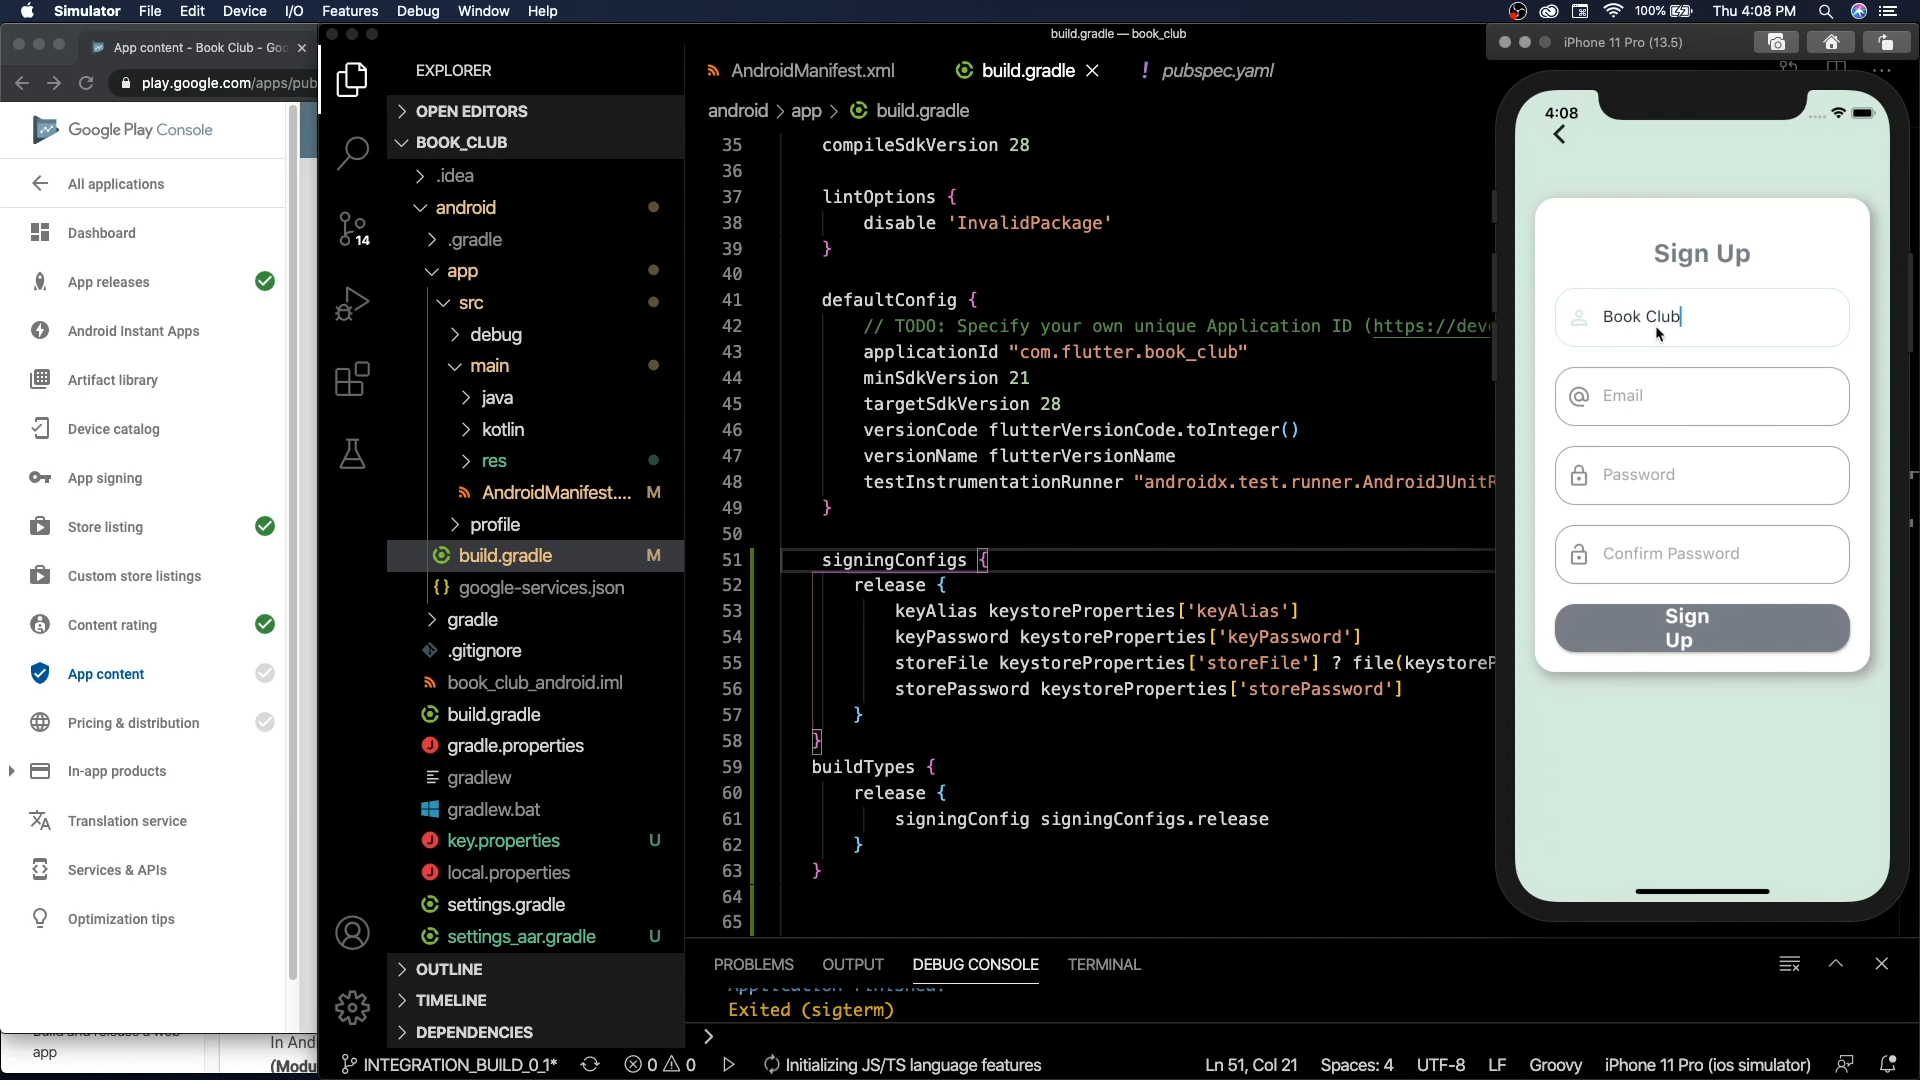 Simulator File Edit Device I/O Features Debug Window Help
100% Thu 4:08 PM
App content - Book Club - Goo
play.google.com/apps/pub
Google Play Console
All applications
Dashboard
App releases
Android Instant Apps
Artifact library
Device catalog
App signing
Store listing
Custom store listings
Content rating
App content
Pricing & distribution
In-app products
Translation service
Services & APIs
Optimization tips
app
In And
(Modu
build.gradle — book_club
EXPLORER
OPEN EDITORS
BOOK_CLUB
.idea
android
.gradle
app
src
debug
main
java
kotlin
res
AndroidManifest.... M
profile
build.gradle M
google-services.json
gradle
.gitignore
book_club_android.iml
build.gradle
gradle.properties
gradlew
gradlew.bat
key.properties U
local.properties
settings.gradle
settings_aar.gradle U
OUTLINE
TIMELINE
DEPENDENCIES
14
AndroidManifest.xml build.gradle pubspec.yaml
android > app > build.gradle
35 compileSdkVersion 28
36
37 lintOptions {
38 disable 'InvalidPackage'
39 }
40
41 defaultConfig {
42 // TODO: Specify your own unique Application ID (https://deve
43 applicationId "com.flutter.book_club"
44 minSdkVersion 21
45 targetSdkVersion 28
46 versionCode flutterVersionCode.toInteger()
47 versionName flutterVersionName
48 testInstrumentationRunner "androidx.test.runner.AndroidJUnitR
49 }
50
51 signingConfigs {
52 release {
53 keyAlias keystoreProperties['keyAlias']
54 keyPassword keystoreProperties['keyPassword']
55 storeFile keystoreProperties['storeFile'] ? file(keystoreP
56 storePassword keystoreProperties['storePassword']
57 }
58 }
59 buildTypes {
60 release {
61 signingConfig signingConfigs.release
62 }
63 }
64
65
PROBLEMS OUTPUT DEBUG CONSOLE TERMINAL
Application finished.
Exited (sigterm)
INTEGRATION_BUILD_0_1* 0 0 Initializing JS/TS language features Ln 51, Col 21 Spaces: 4 UTF-8 LF Groovy iPhone 11 Pro (ios simulator)
iPhone 11 Pro (13.5)
4:08
Sign Up
Book Club
Email
Password
Confirm Password
Sign
Up